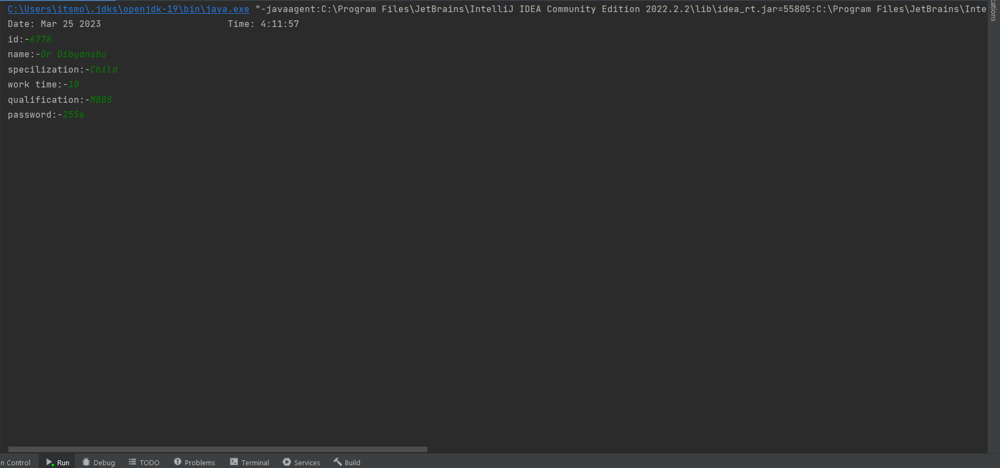 C:\Users\itsmo\.jdks\openjdk-19\bin\java.exe "-javaagent:C:\Program Files\JetBrains\IntelliJ IDEA Community Edition 2022.2.2\lib\idea_rt.jar=55805:C:\Program Files\JetBrains\Inte
Date: Mar 25 2023 Time: 4:11:57
id:-6778
name:-Dr Dibyanshu
specilization:-Child
work time:-10
qualification:-MBBS
password:-2556
cations
n Control Run Debug TODO Problems Terminal Services Build